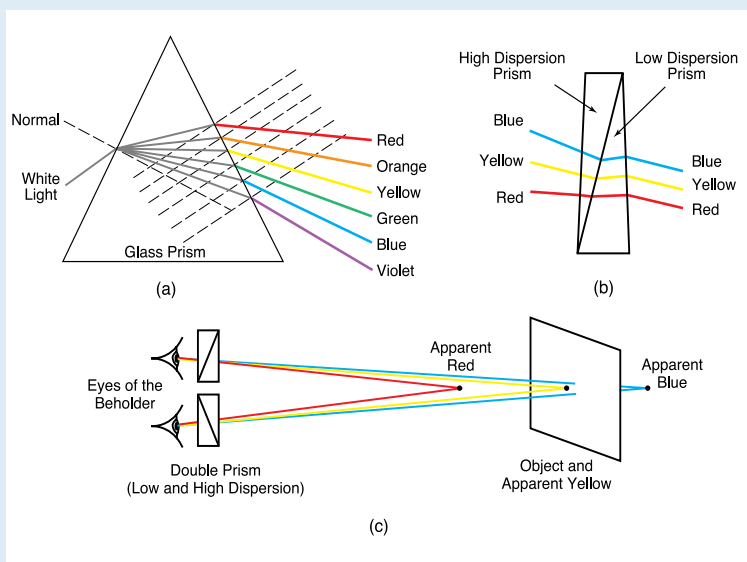 Normal
White
Light
Glass Prism
Red
Orange
Yellow
Green
Blue
Violet
(a)
High Dispersion
Prism
Low Dispersion
Prism
Blue
Yellow
Red
Blue
Yellow
Red
(b)
Eyes of the
Beholder
Double Prism
(Low and High Dispersion)
Apparent
Red
Apparent
Blue
Object and
Apparent Yellow
(c)